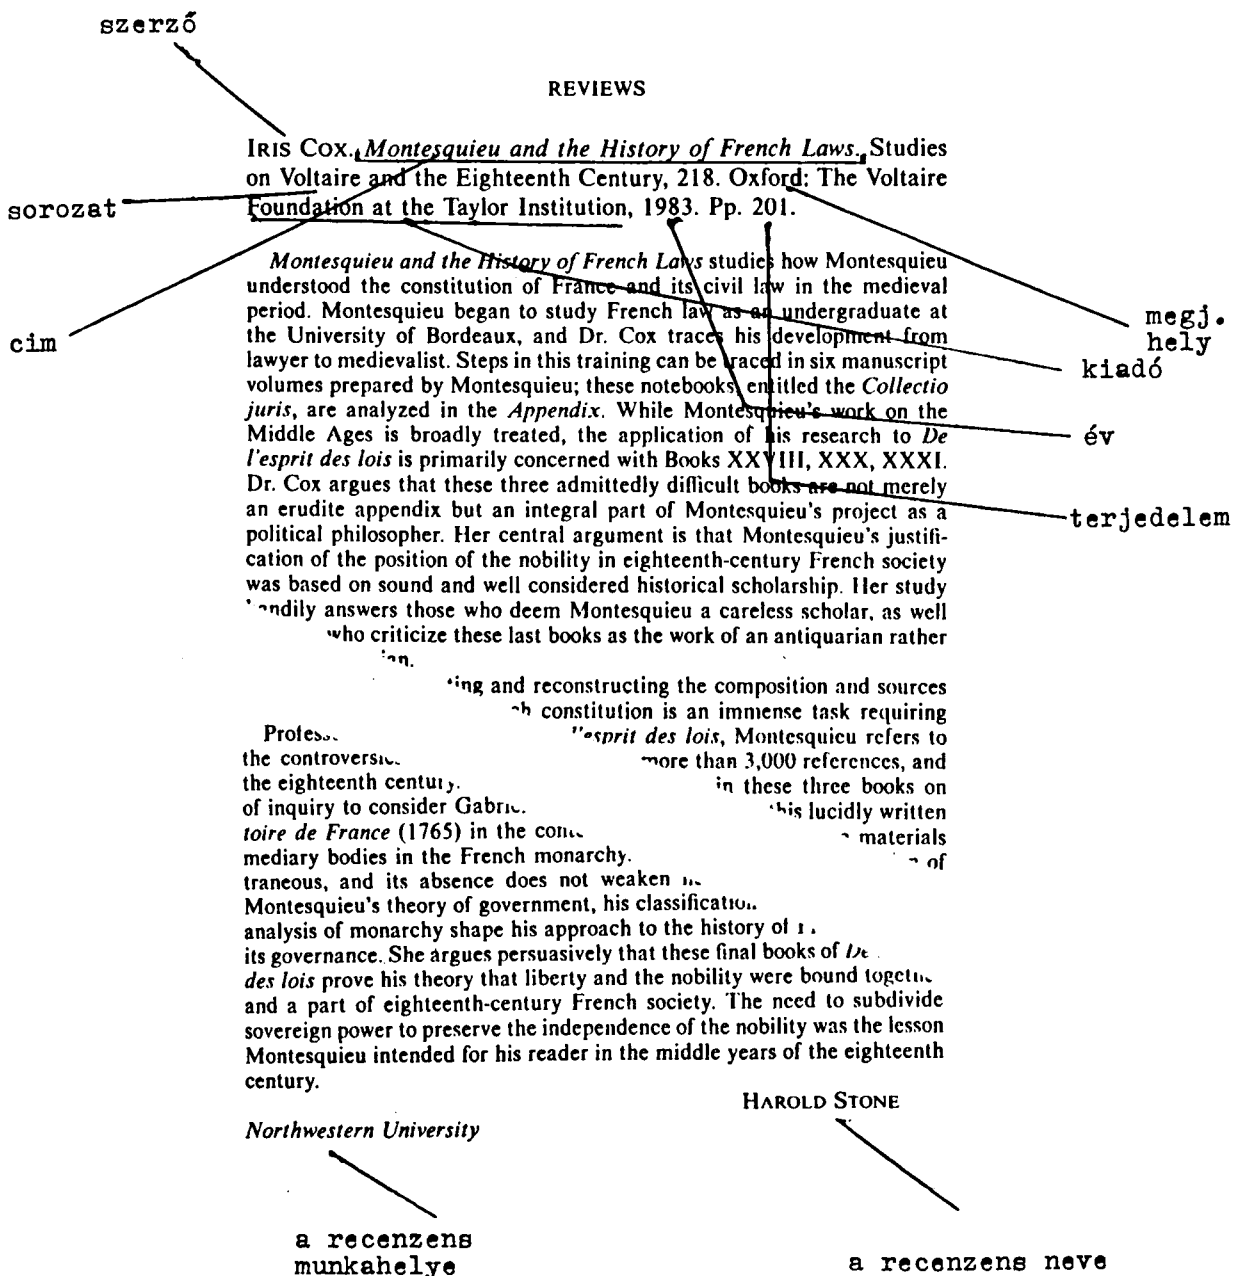 szerző
REVIEWS
IRIS COX. Montesquieu and the History of French Laws. Studies
on Voltaire and the Eighteenth Century, 218. Oxford: The Voltaire
Foundation at the Taylor Institution, 1983. Pp. 201.
sorozat
cim
megj.
hely
kiadó
év
terjedelem
Montesquieu and the History of French Laws studies how Montesquieu
understood the constitution of France and its civil law in the medieval
period. Montesquieu began to study French law as an undergraduate at
the University of Bordeaux, and Dr. Cox traces his development from
lawyer to medievalist. Steps in this training can be traced in six manuscript
volumes prepared by Montesquieu; these notebooks, entitled the Collectio
juris, are analyzed in the Appendix. While Montesquieu's work on the
Middle Ages is broadly treated, the application of his research to De
l'esprit des lois is primarily concerned with Books XXVIII, XXX, XXXI.
Dr. Cox argues that these three admittedly difficult books are not merely
an erudite appendix but an integral part of Montesquieu's project as a
political philosopher. Her central argument is that Montesquieu's justifi-
cation of the position of the nobility in eighteenth-century French society
was based on sound and well considered historical scholarship. Her study
answers those who deem Montesquieu a careless scholar, as well
who criticize these last books as the work of an antiquarian rather
and reconstructing the composition and sources
constitution is an immense task requiring
esprit des lois, Montesquieu refers to
more than 3,000 references, and
in these three books on
this lucidly written
materials
of
the
the eighteenth
of inquiry to consider
toire de France (1765) in the
mediary bodies in the French monarchy.
traneous, and its absence does not weaken
Montesquieu's theory of government, his
analysis of monarchy shape his approach to the history of
its governance. She argues persuasively that these final books of De
des lois prove his theory that liberty and the nobility were bound
and a part of eighteenth-century French society. The need to subdivide
sovereign power to preserve the independence of the nobility was the lesson
Montesquieu intended for his reader in the middle years of the eighteenth
century.
HAROLD STONE
Northwestern University
a recenzens
munkahelye
a recenzens neve